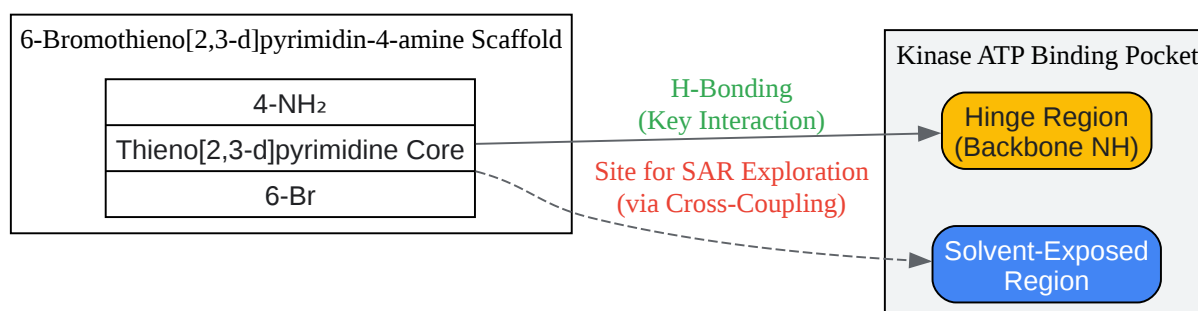 6-Bromothieno[2,3-d]pyrimidin-4-amine Scaffold
4-NH₂
Thieno[2,3-d]pyrimidine Core
6-Br
H-Bonding
(Key Interaction)
Site for SAR Exploration
(via Cross-Coupling)
Kinase ATP Binding Pocket
Hinge Region
(Backbone NH)
Solvent-Exposed
Region